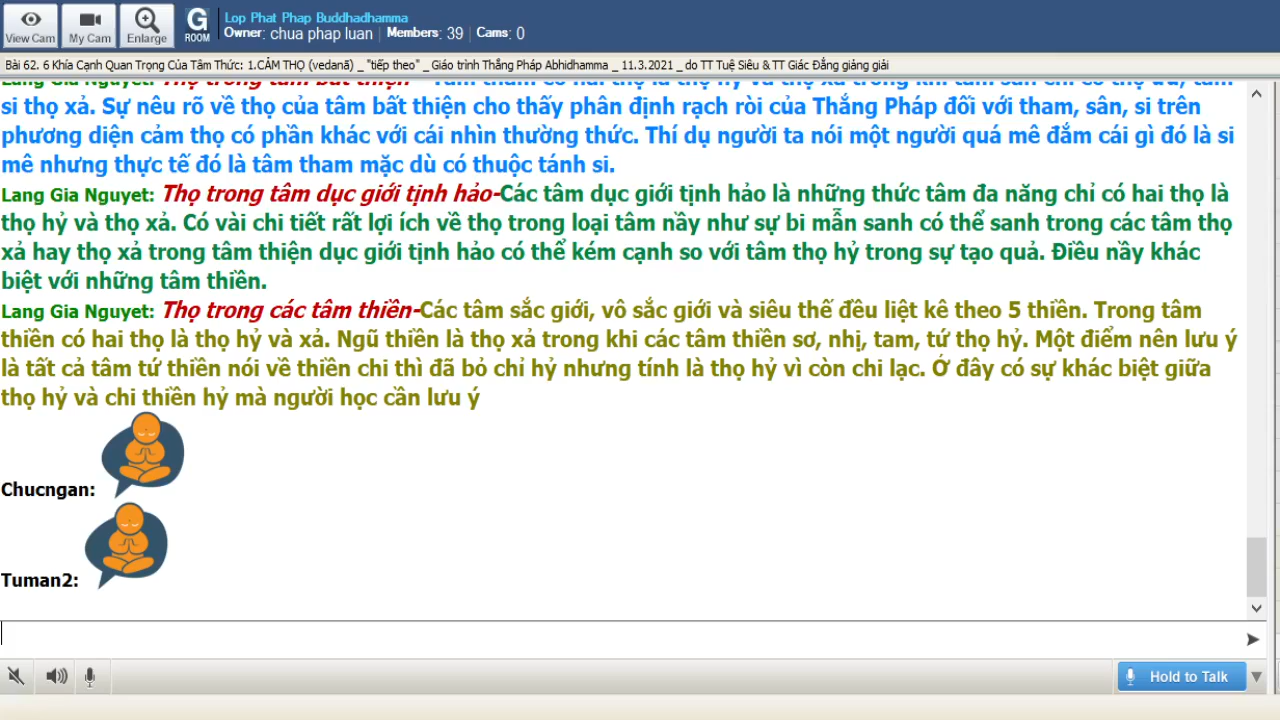 View Cam
My Cam
Enlarge
G
ROOM
Lop Phat Phap Buddhadhamma
Owner: chua phap luan | Members: 39 | Cams: 0
Bài 62. 6 Khía Cạnh Quan Trọng Của Tâm Thức: 1.CẢM THỌ (vedanā) _ "tiếp theo" _ Giáo trình Thắng Pháp Abhidhamma _ 11.3.2021 _ do TT Tuệ Siêu & TT Giác Đẳng giảng giải
si thọ xả. Sự nêu rõ về thọ của tâm bất thiện cho thấy phân định rạch ròi của Thắng Pháp đối với tham, sân, si trên
phương diện cảm thọ có phần khác với cái nhìn thường thức. Thí dụ người ta nói một người quá mê đắm cái gì đó là si
mê nhưng thực tế đó là tâm tham mặc dù có thuộc tánh si.
Lang Gia Nguyet: Thọ trong tâm dục giới tịnh hảo-Các tâm dục giới tịnh hảo là những thức tâm đa năng chỉ có hai thọ là
thọ hỷ và thọ xả. Có vài chi tiết rất lợi ích về thọ trong loại tâm nầy như sự bi mẫn sanh có thể sanh trong các tâm thọ
xả hay thọ xả trong tâm thiện dục giới tịnh hảo có thể kém cạnh so với tâm thọ hỷ trong sự tạo quả. Điều nầy khác
biệt với những tâm thiền.
Lang Gia Nguyet: Thọ trong các tâm thiền-Các tâm sắc giới, vô sắc giới và siêu thế đều liệt kê theo 5 thiền. Trong tâm
thiền có hai thọ là thọ hỷ và xả. Ngũ thiền là thọ xả trong khi các tâm thiền sơ, nhị, tam, tứ thọ hỷ. Một điểm nên lưu ý
là tất cả tâm tứ thiền nói về thiền chi thì đã bỏ chỉ hỷ nhưng tính là thọ hỷ vì còn chi lạc. Ở đây có sự khác biệt giữa
thọ hỷ và chi thiền hỷ mà người học cần lưu ý
Chucngan:
Tuman2:
Hold to Talk